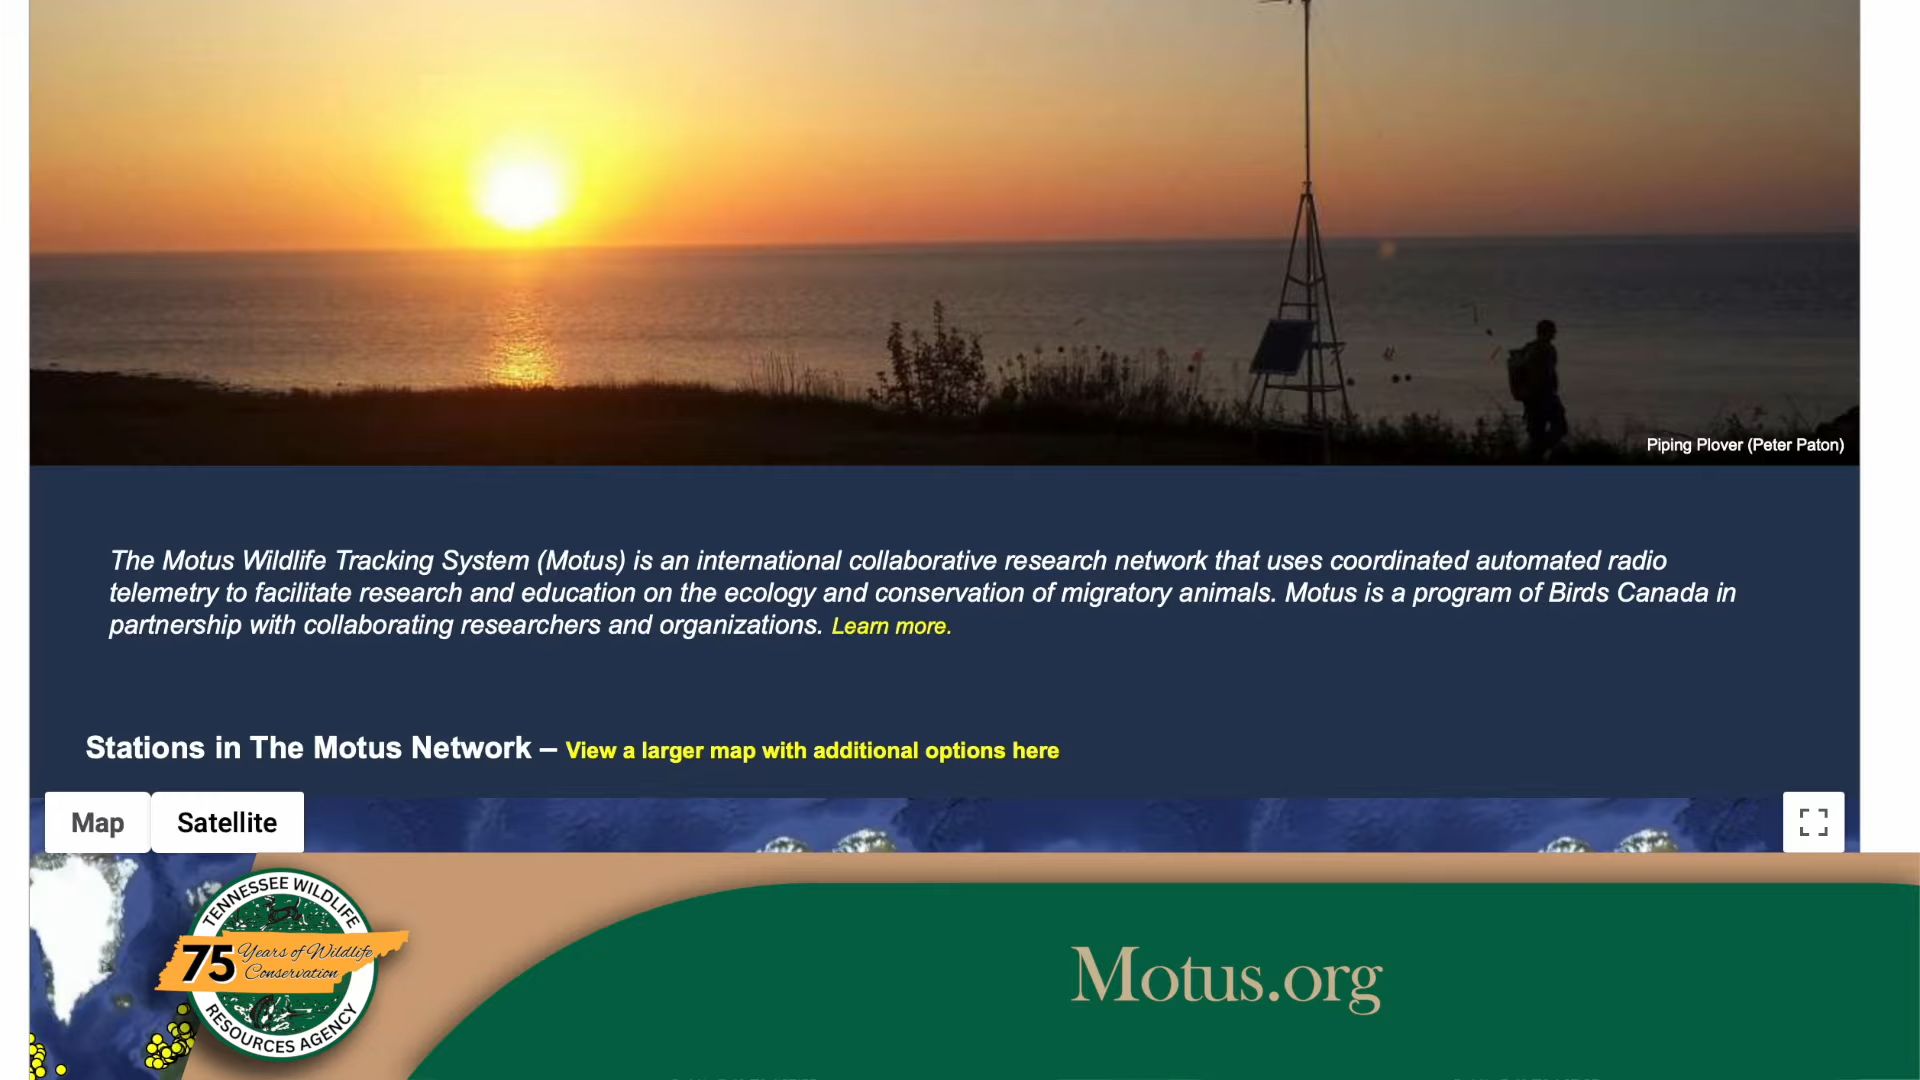 Piping Plover (Peter Paton)
The Motus Wildlife Tracking System (Motus) is an international collaborative research network that uses coordinated automated radio
telemetry to facilitate research and education on the ecology and conservation of migratory animals. Motus is a program of Birds Canada in
partnership with collaborating researchers and organizations. Learn more.
Stations in The Motus Network – View a larger map with additional options here
Map
Satellite
TENNESSEE WILDLIFE
75 Years of Wildlife
Conservation
RESOURCES AGENCY
Motus.org